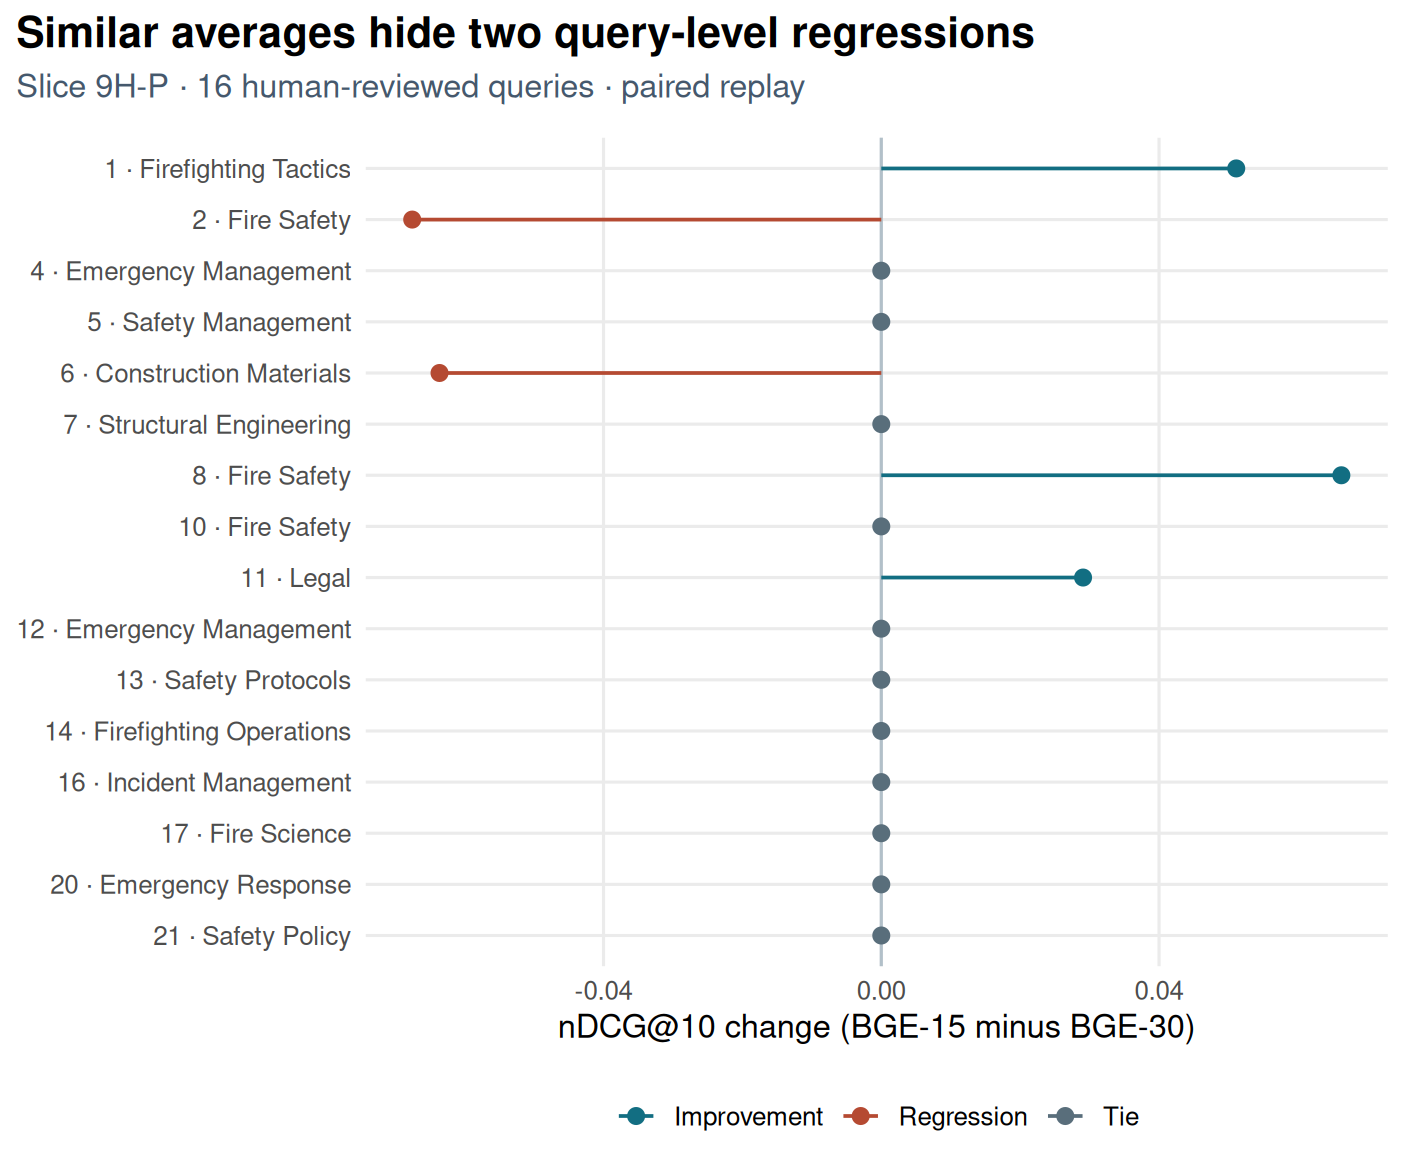 Similar averages hide two query-level regressions
Slice 9H-P · 16 human-reviewed queries · paired replay
1 · Firefighting Tactics
2 · Fire Safety
4 · Emergency Management
5 · Safety Management
6 · Construction Materials
7 · Structural Engineering
8 · Fire Safety
10 · Fire Safety
11 · Legal
12 · Emergency Management
13 · Safety Protocols
14 · Firefighting Operations
16 · Incident Management
17 · Fire Science
20 · Emergency Response
21 · Safety Policy
-0.04 0.00 0.04
nDCG@10 change (BGE-15 minus BGE-30)
Improvement Regression Tie